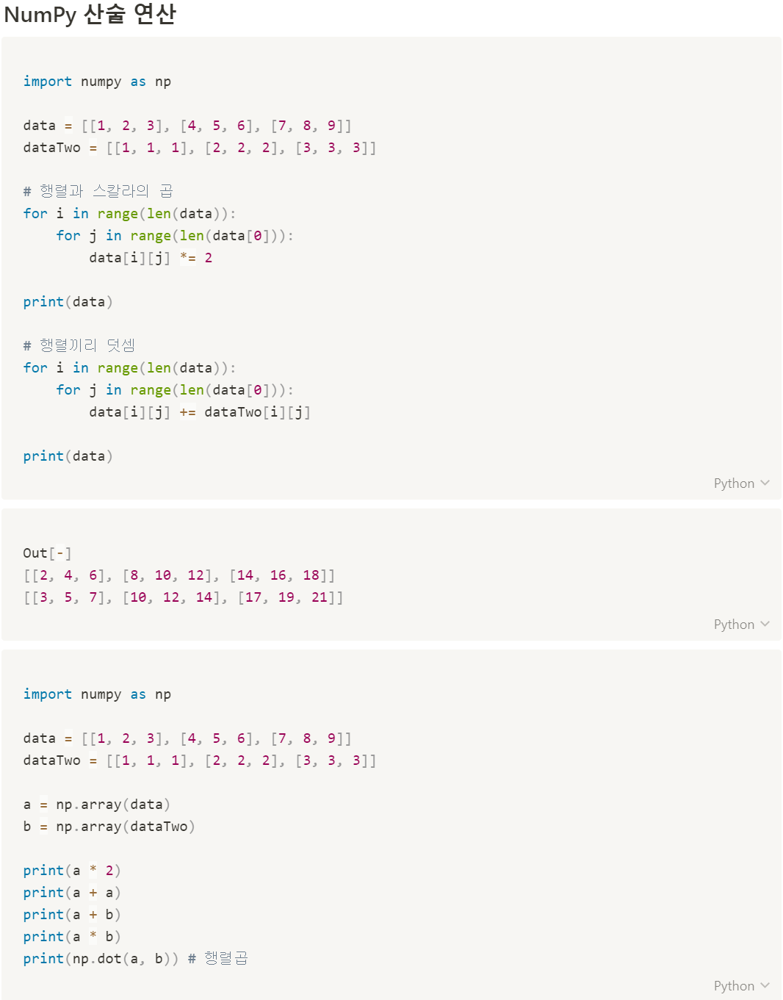 NumPy 산술 연산
import numpy as np
data = [[1, 2, 3], [4, 5, 6], [7, 8, 9]]
dataTwo = [[1, 1, 1], [2, 2, 2], [3, 3, 3]]
# 행렬과 스칼라의 곱
for i in range(len(data)):
    for j in range(len(data[0])):
        data[i][j] *= 2
print(data)
# 행렬끼리 덧셈
for i in range(len(data)):
    for j in range(len(data[0])):
        data[i][j] += dataTwo[i][j]
print(data)
Python
Out[-]
[[2, 4, 6], [8, 10, 12], [14, 16, 18]]
[[3, 5, 7], [10, 12, 14], [17, 19, 21]]
Python
import numpy as np
data = [[1, 2, 3], [4, 5, 6], [7, 8, 9]]
dataTwo = [[1, 1, 1], [2, 2, 2], [3, 3, 3]]
a = np.array(data)
b = np.array(dataTwo)
print(a * 2)
print(a + a)
print(a + b)
print(a * b)
print(np.dot(a, b)) # 행렬곱
Python